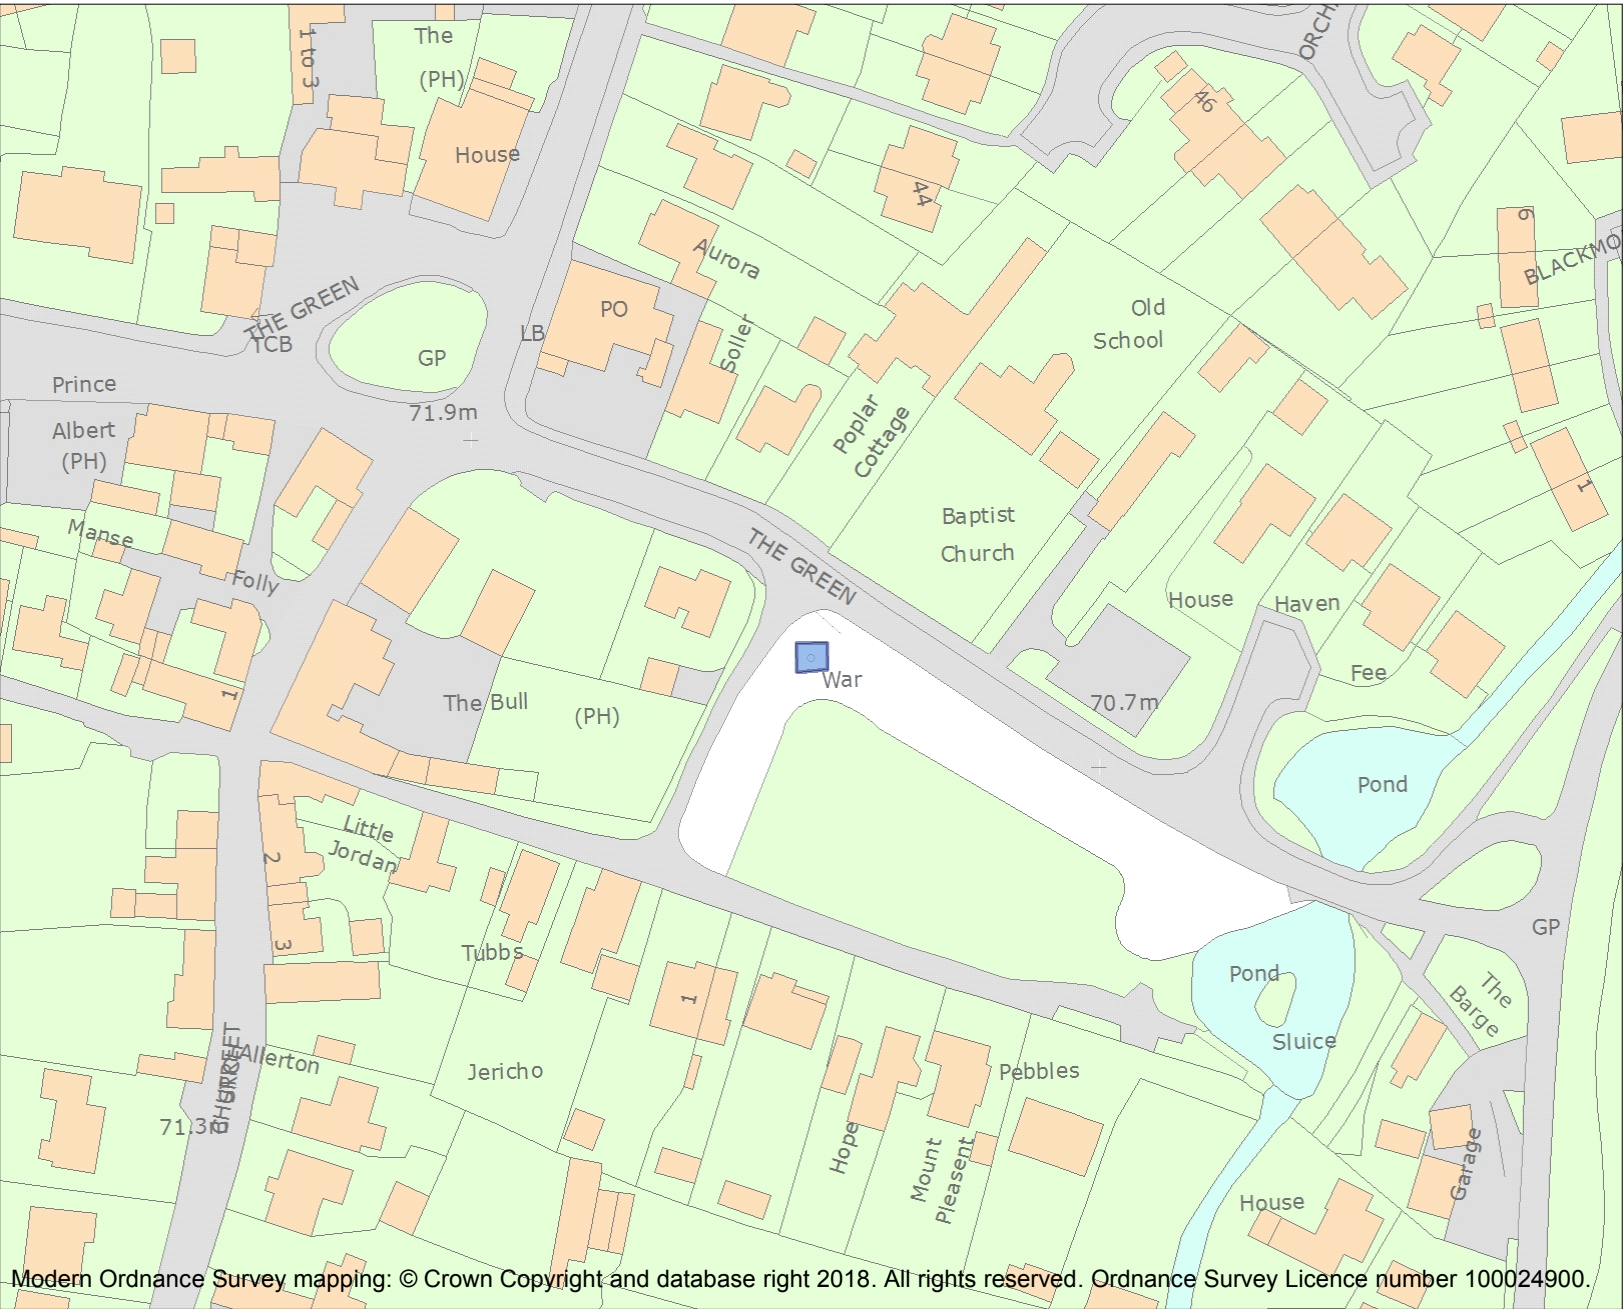 1 to 3
The
(PH)
House
ORCH
46
44
6
BLACKMO
Aurora
THE GREEN
TCB
PO
LB
GP
Soller
Old
School
Prince
71.9m
Albert
(PH)
Poplar
Cottage
Manse
Folly
1
Baptist
Church
THE GREEN
House
Haven
Fee
1
The Bull
(PH)
War
70.7m
Pond
Little
Jordan
2
3
Tubbs
1
GP
Pond
Sluice
The
Barge
CHURCH
STREET
Allerton
Jericho
Pebbles
71.3m
Hope
Mount
Pleasent
Garage
House
Modern Ordnance Survey mapping: © Crown Copyright and database right 2018. All rights reserved. Ordnance Survey Licence number 100024900.